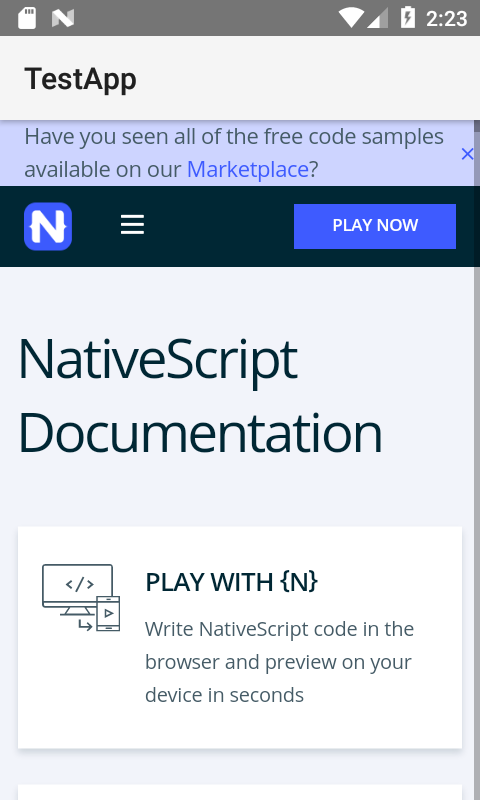 2:23
TestApp
Have you seen all of the free code samples
available on our Marketplace?
PLAY NOW
NativeScript
Documentation
</>
PLAY WITH {N}
Write NativeScript code in the
browser and preview on your
device in seconds